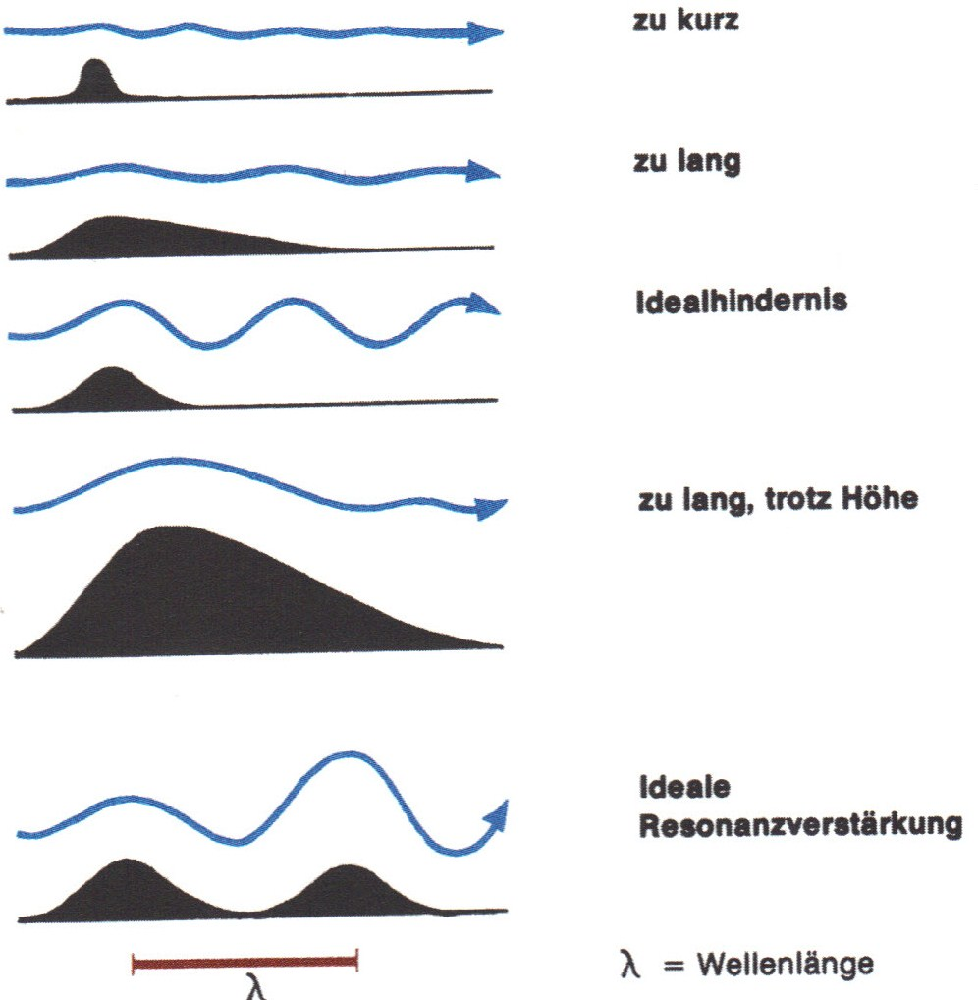 zu kurz
zu lang
Idealhindernis
zu lang, trotz Höhe
Ideale
Resonanzverstärkung
λ = Wellenlänge
λ